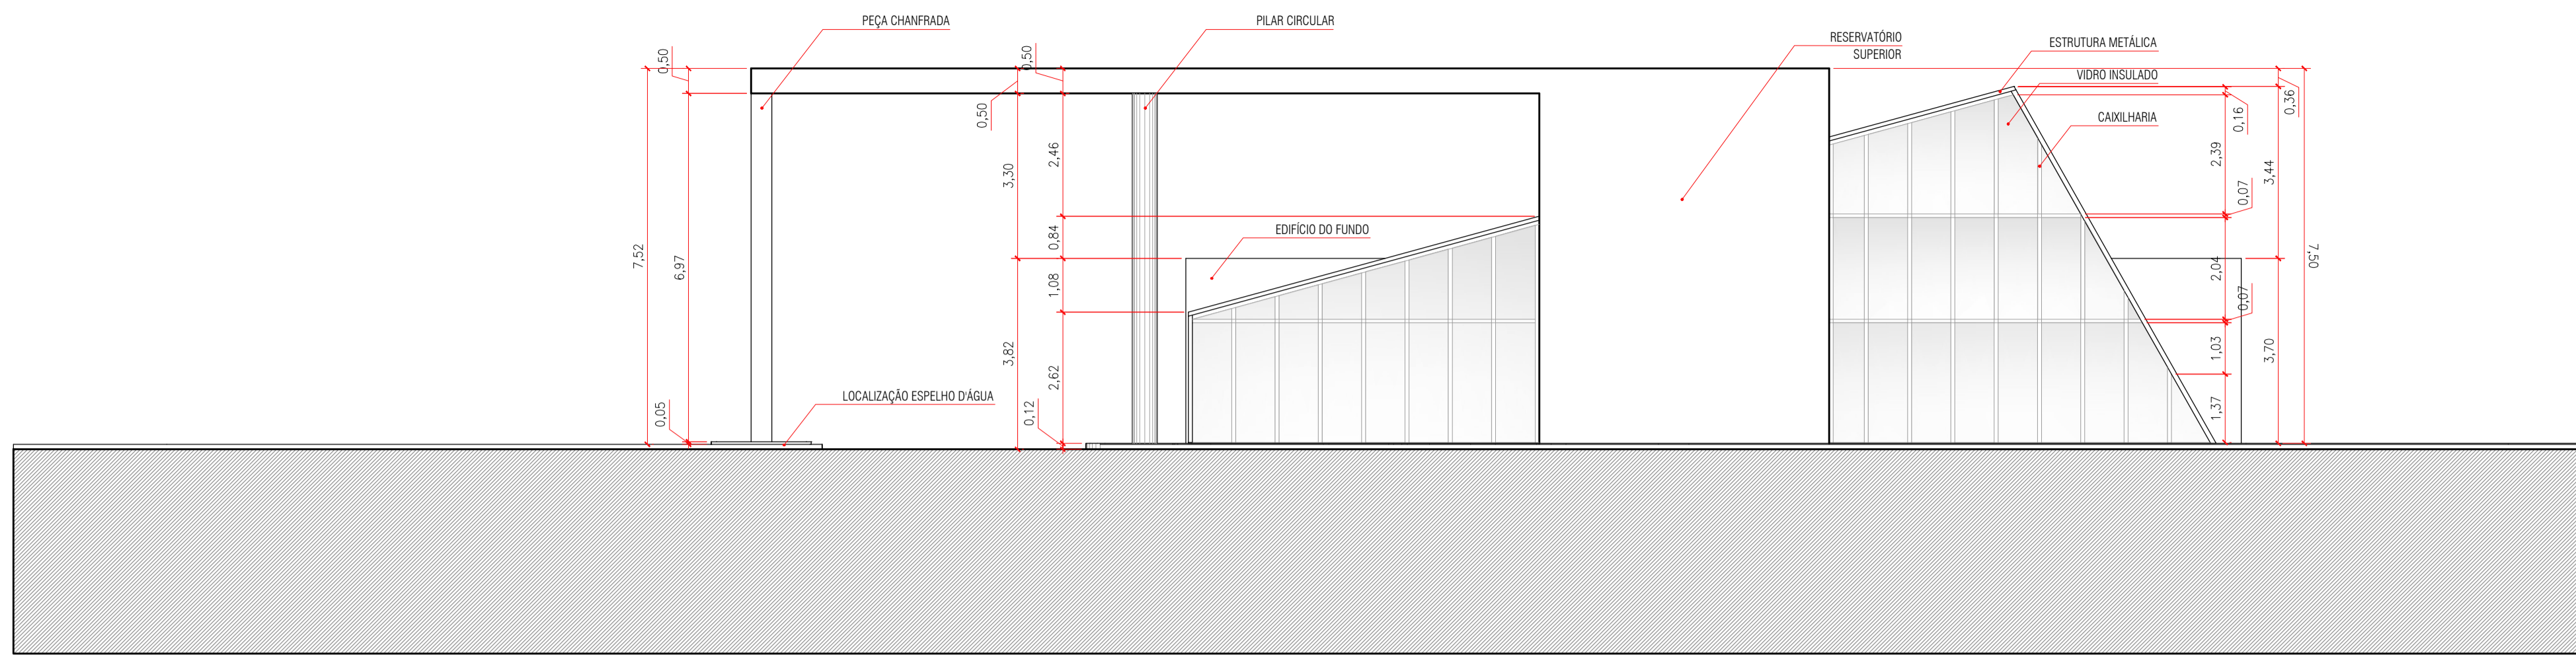 PEÇA CHANFRADA
PILAR CIRCULAR
RESERVATÓRIO
SUPERIOR
ESTRUTURA METÁLICA
VIDRO INSULADO
CAIXILHARIA
EDIFÍCIO DO FUNDO
LOCALIZAÇÃO ESPELHO D'ÁGUA
7,52
0,50
6,97
0,05
0,50
3,30
3,82
0,50
2,46
0,84
1,08
2,62
0,12
0,16
2,39
0,07
2,04
0,07
1,03
1,37
0,36
3,44
3,70
7,50